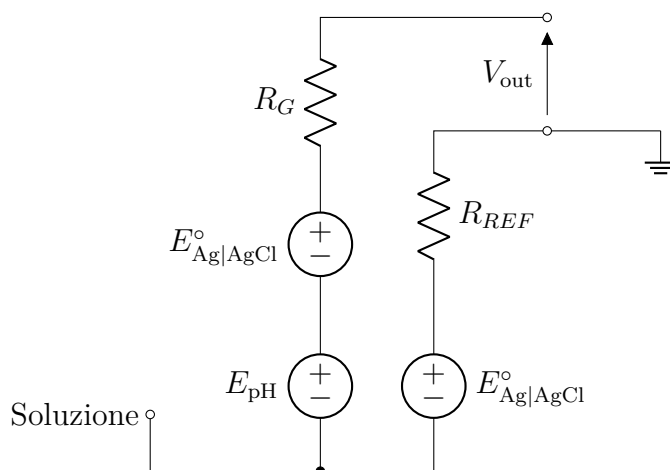 V_out
R_G
R_REF
E°_Ag|AgCl
+
−
E_pH
+
−
+
−
E°_Ag|AgCl
Soluzione